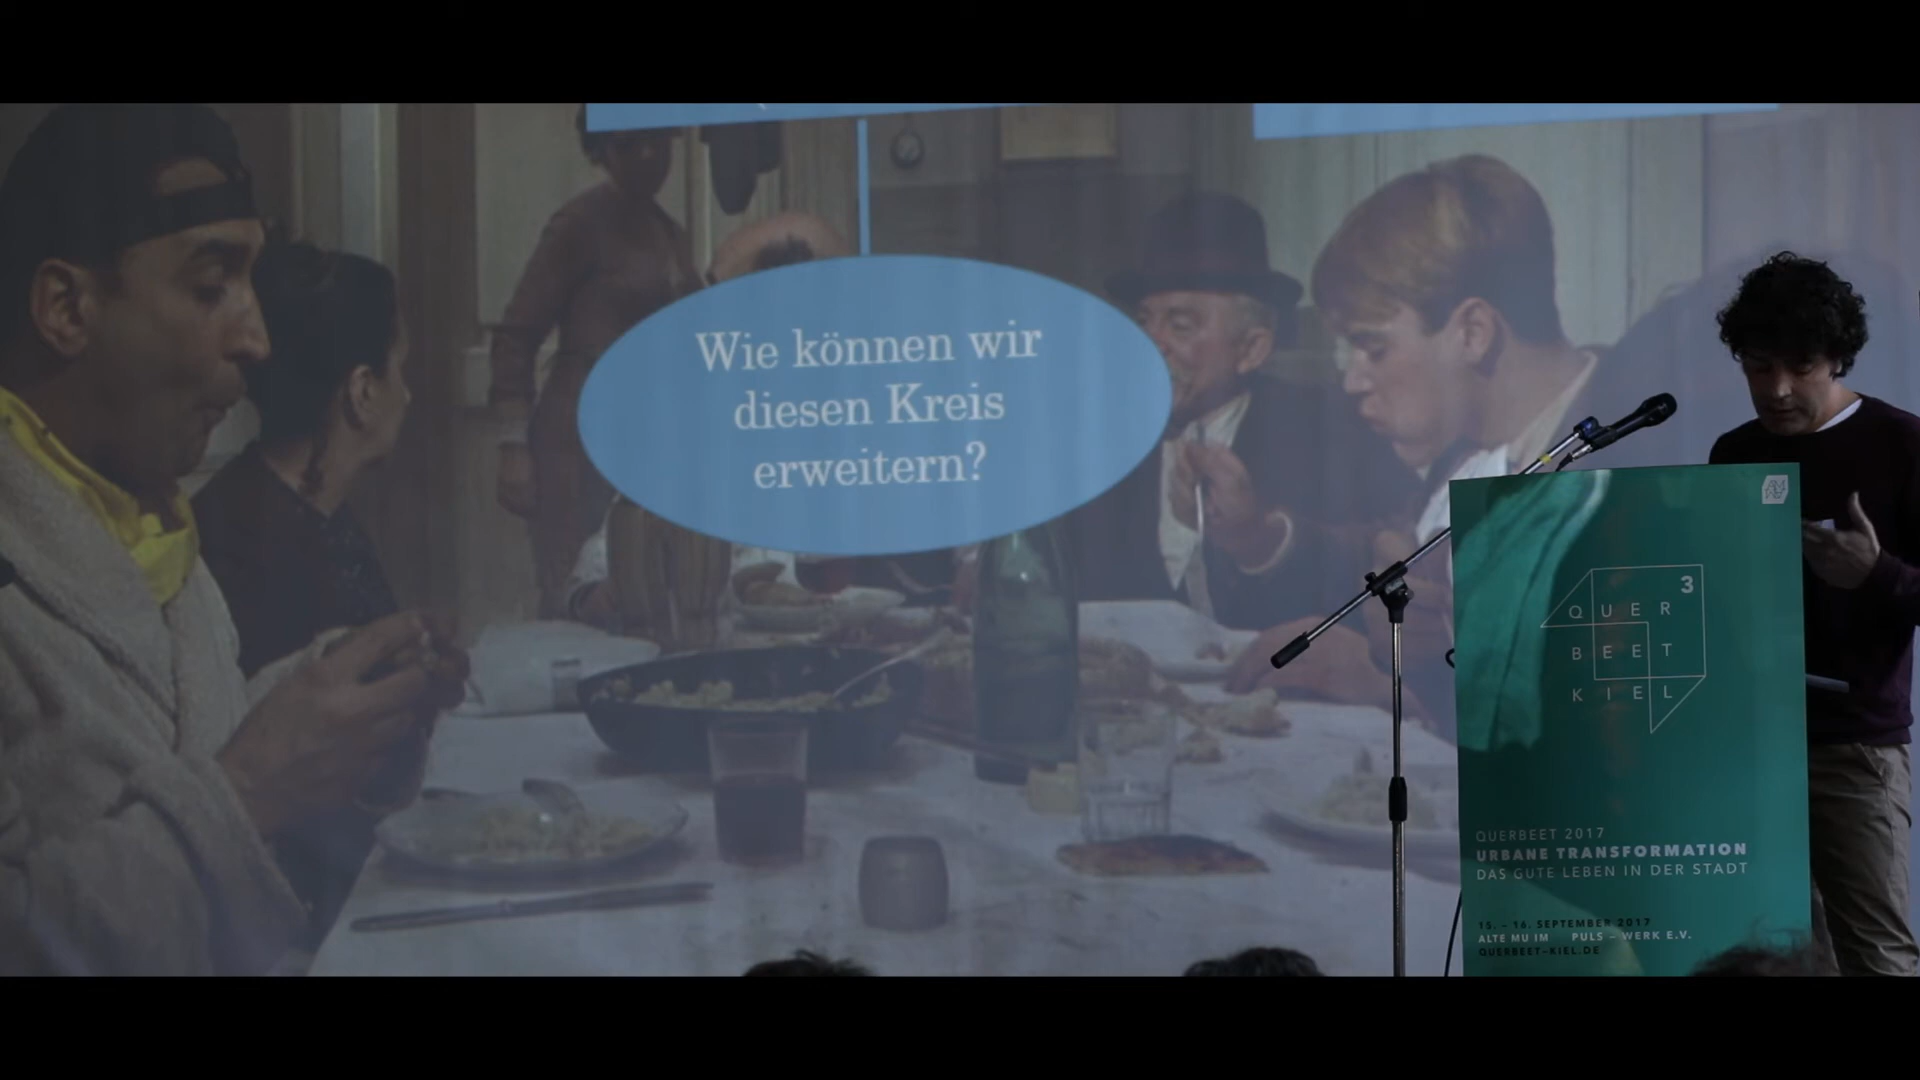 Wie können wir
diesen Kreis
erweitern?
3
QUER
BEET
KIEL
QUERBEET 2017
URBANE TRANSFORMATION
DAS GUTE LEBEN IN DER STADT
15. – 16. SEPTEMBER 2017
ALTE MU IM PULS – WERK E.V.
QUERBEET-KIEL.DE